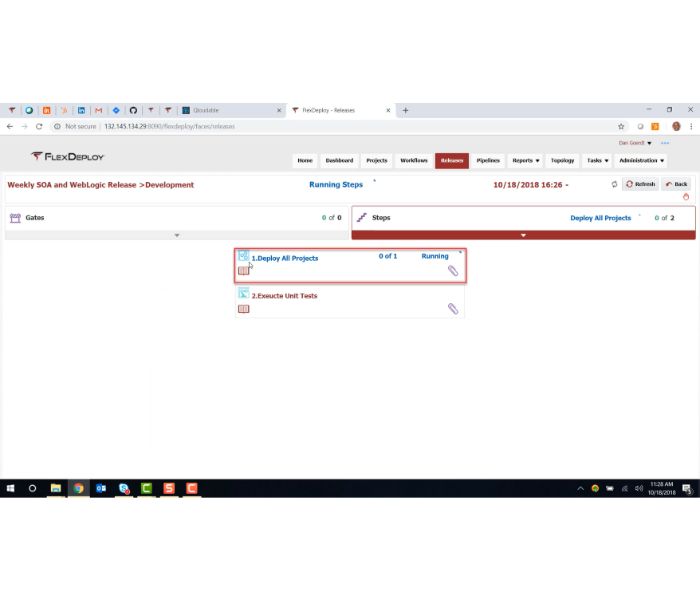 Qloudable
FlexDeploy - Releases
Not secure | 132.145.134.29:8090/flexdeploy/faces/releases
Dan Goerdt
FLEXDEPLOY
Home Dashboard Projects Workflows Releases Pipelines Reports Topology Tasks Administration
Weekly SOA and WebLogic Release >Development Running Steps 10/18/2018 16:26 - Refresh Back
Gates 0 of 0 Steps Deploy All Projects 0 of 2
1.Deploy All Projects 0 of 1 Running
2.Exeucte Unit Tests
11:28 AM
10/18/2018